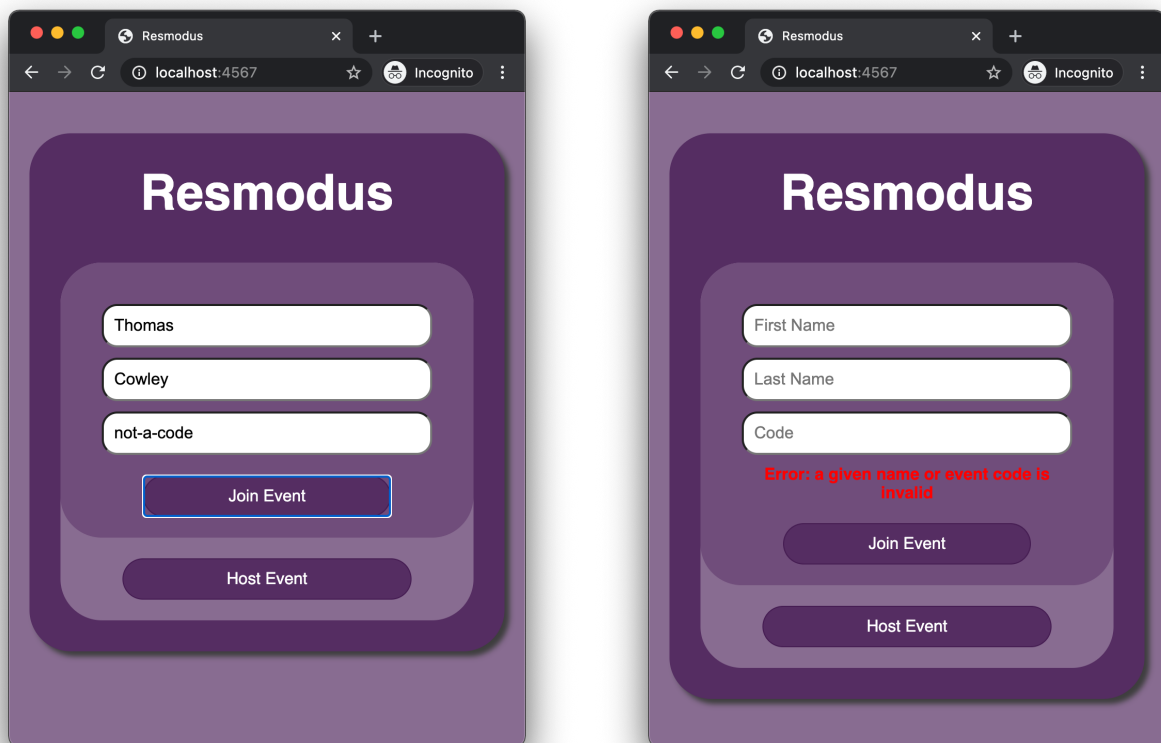 Resmodus
localhost:4567
Incognito
Resmodus
Thomas
Cowley
not-a-code
Join Event
Host Event
Resmodus
localhost:4567
Incognito
Resmodus
First Name
Last Name
Code
Error: a given name or event code is
invalid
Join Event
Host Event